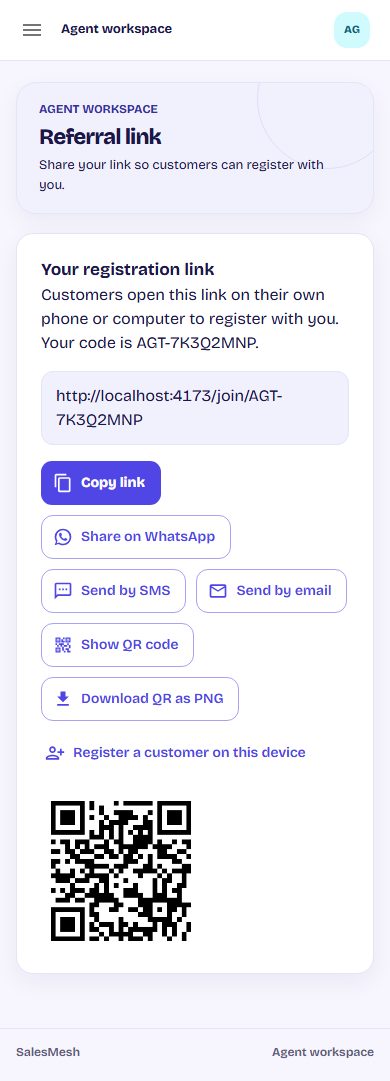 Agent workspace
AG
AGENT WORKSPACE
Referral link
Share your link so customers can register with
you.
Your registration link
Customers open this link on their own
phone or computer to register with you.
Your code is AGT-7K3Q2MNP.
http://localhost:4173/join/AGT-
7K3Q2MNP
Copy link
Share on WhatsApp
Send by SMS
Send by email
Show QR code
Download QR as PNG
Register a customer on this device
SalesMesh
Agent workspace